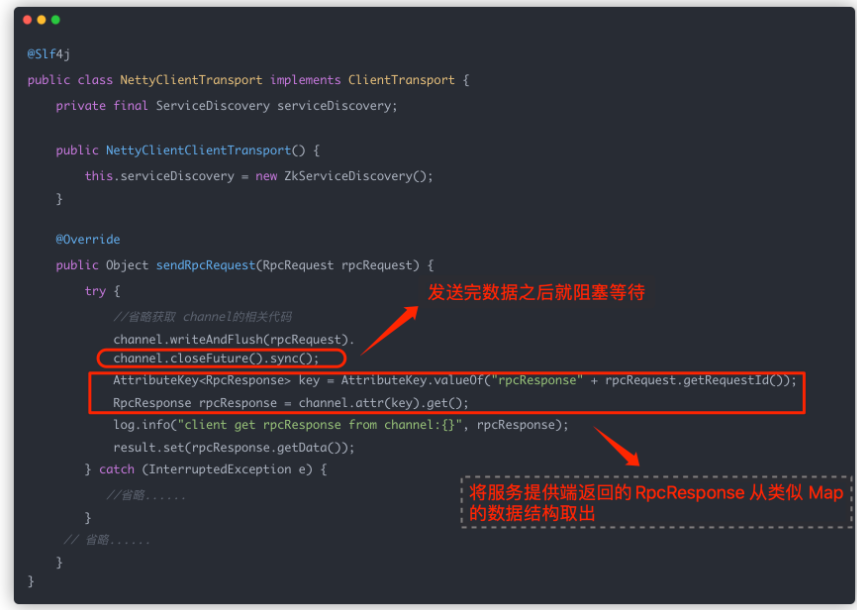 @Slf4j
public class NettyClientTransport implements ClientTransport {
    private final ServiceDiscovery serviceDiscovery;
    public NettyClientClientTransport() {
        this.serviceDiscovery = new ZkServiceDiscovery();
    }
    @Override
    public Object sendRpcRequest(RpcRequest rpcRequest) {
        try {
发送完数据之后就阻塞等待
            //省略获取 channel的相关代码
            channel.writeAndFlush(rpcRequest).
            channel.closeFuture().sync();
            AttributeKey<RpcResponse> key = AttributeKey.valueOf("rpcResponse" + rpcRequest.getRequestId());
            RpcResponse rpcResponse = channel.attr(key).get();
            log.info("client get rpcResponse from channel:{}", rpcResponse);
            result.set(rpcResponse.getData());
        } catch (InterruptedException e) {
            //省略......
将服务提供端返回的 RpcResponse 从类似 Map
的数据结构取出
        }
     // 省略......
    }
}